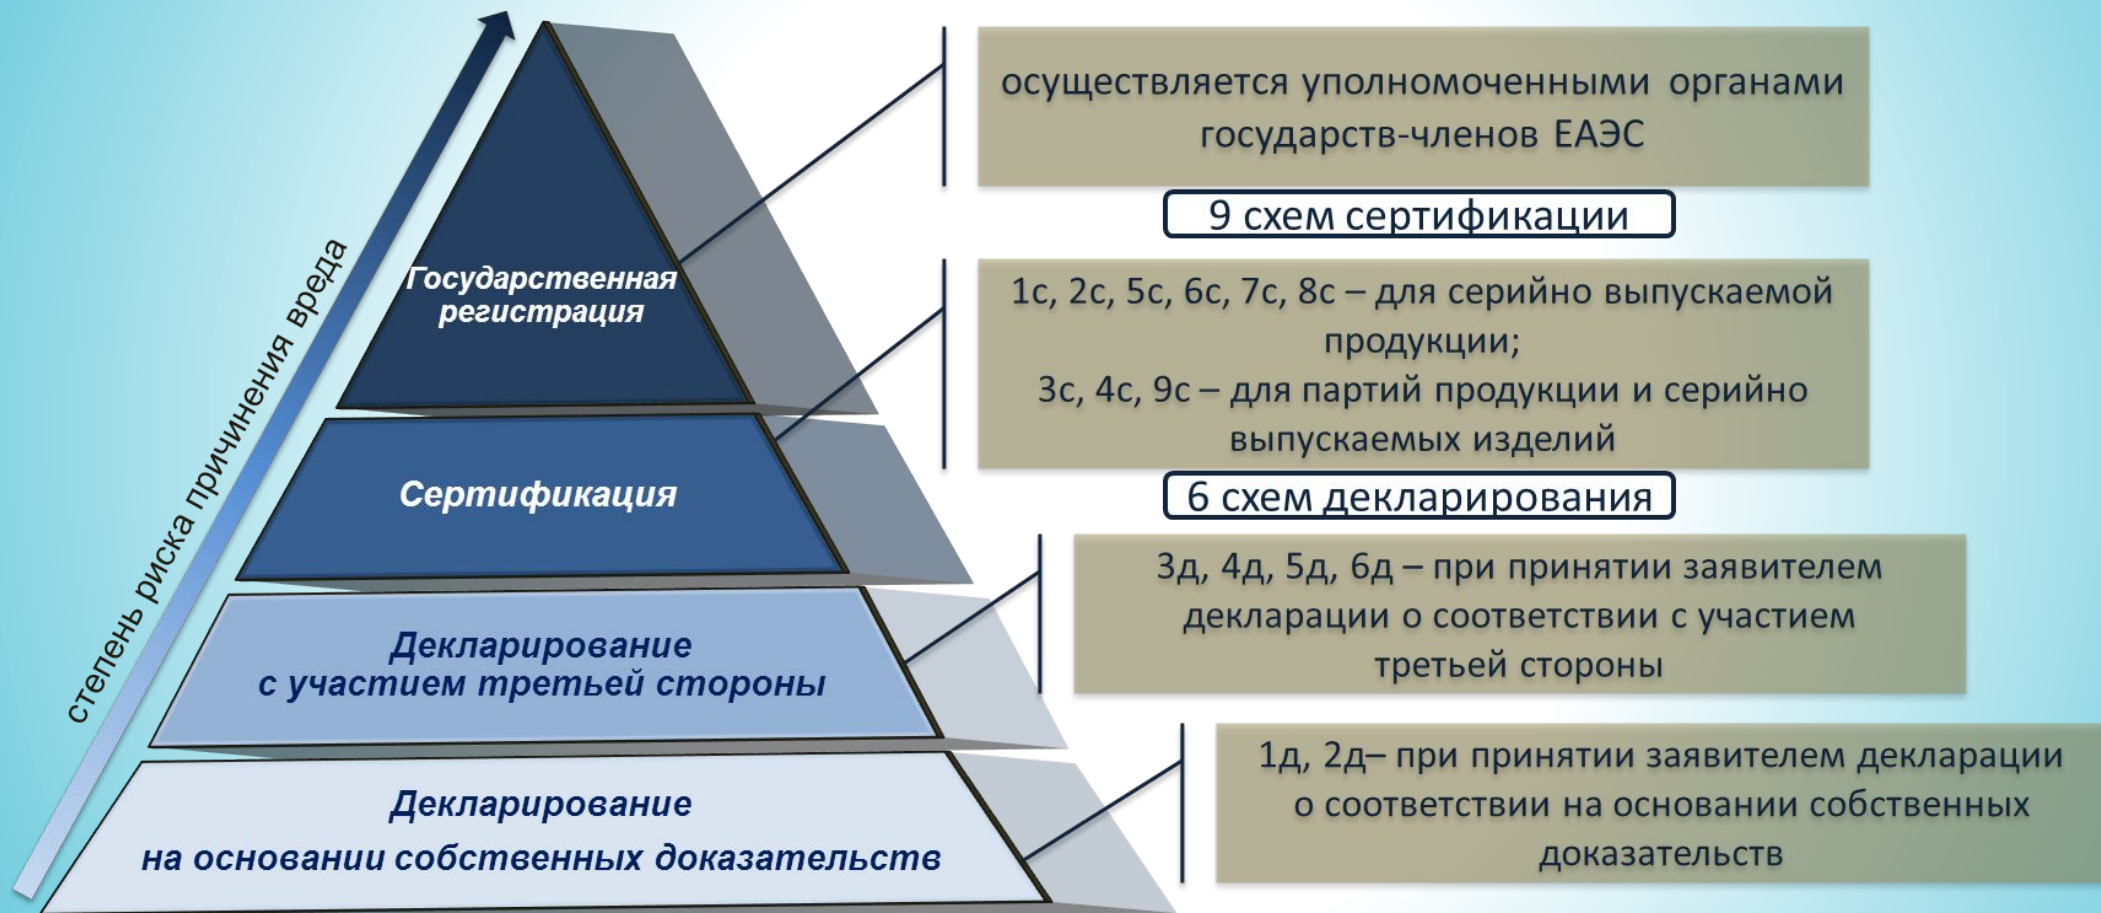 степень риска причинения вреда
Государственная
регистрация
осуществляется уполномоченными органами
государств-членов ЕАЭС
9 схем сертификации
Сертификация
1с, 2с, 5с, 6с, 7с, 8с – для серийно выпускаемой
продукции;
3с, 4с, 9с – для партий продукции и серийно
выпускаемых изделий
6 схем декларирования
Декларирование
с участием третьей стороны
3д, 4д, 5д, 6д – при принятии заявителем
декларации о соответствии с участием
третьей стороны
Декларирование
на основании собственных доказательств
1д, 2д– при принятии заявителем декларации
о соответствии на основании собственных
доказательств